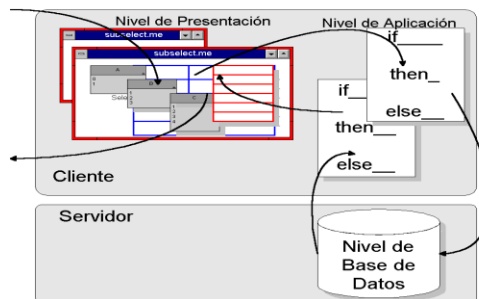 Nivel de Presentación
Nivel de Aplicación
subselect.me
subselect.me
A
B
C
if
then
else
if
then
else
Cliente
Servidor
Nivel de
Base de
Datos